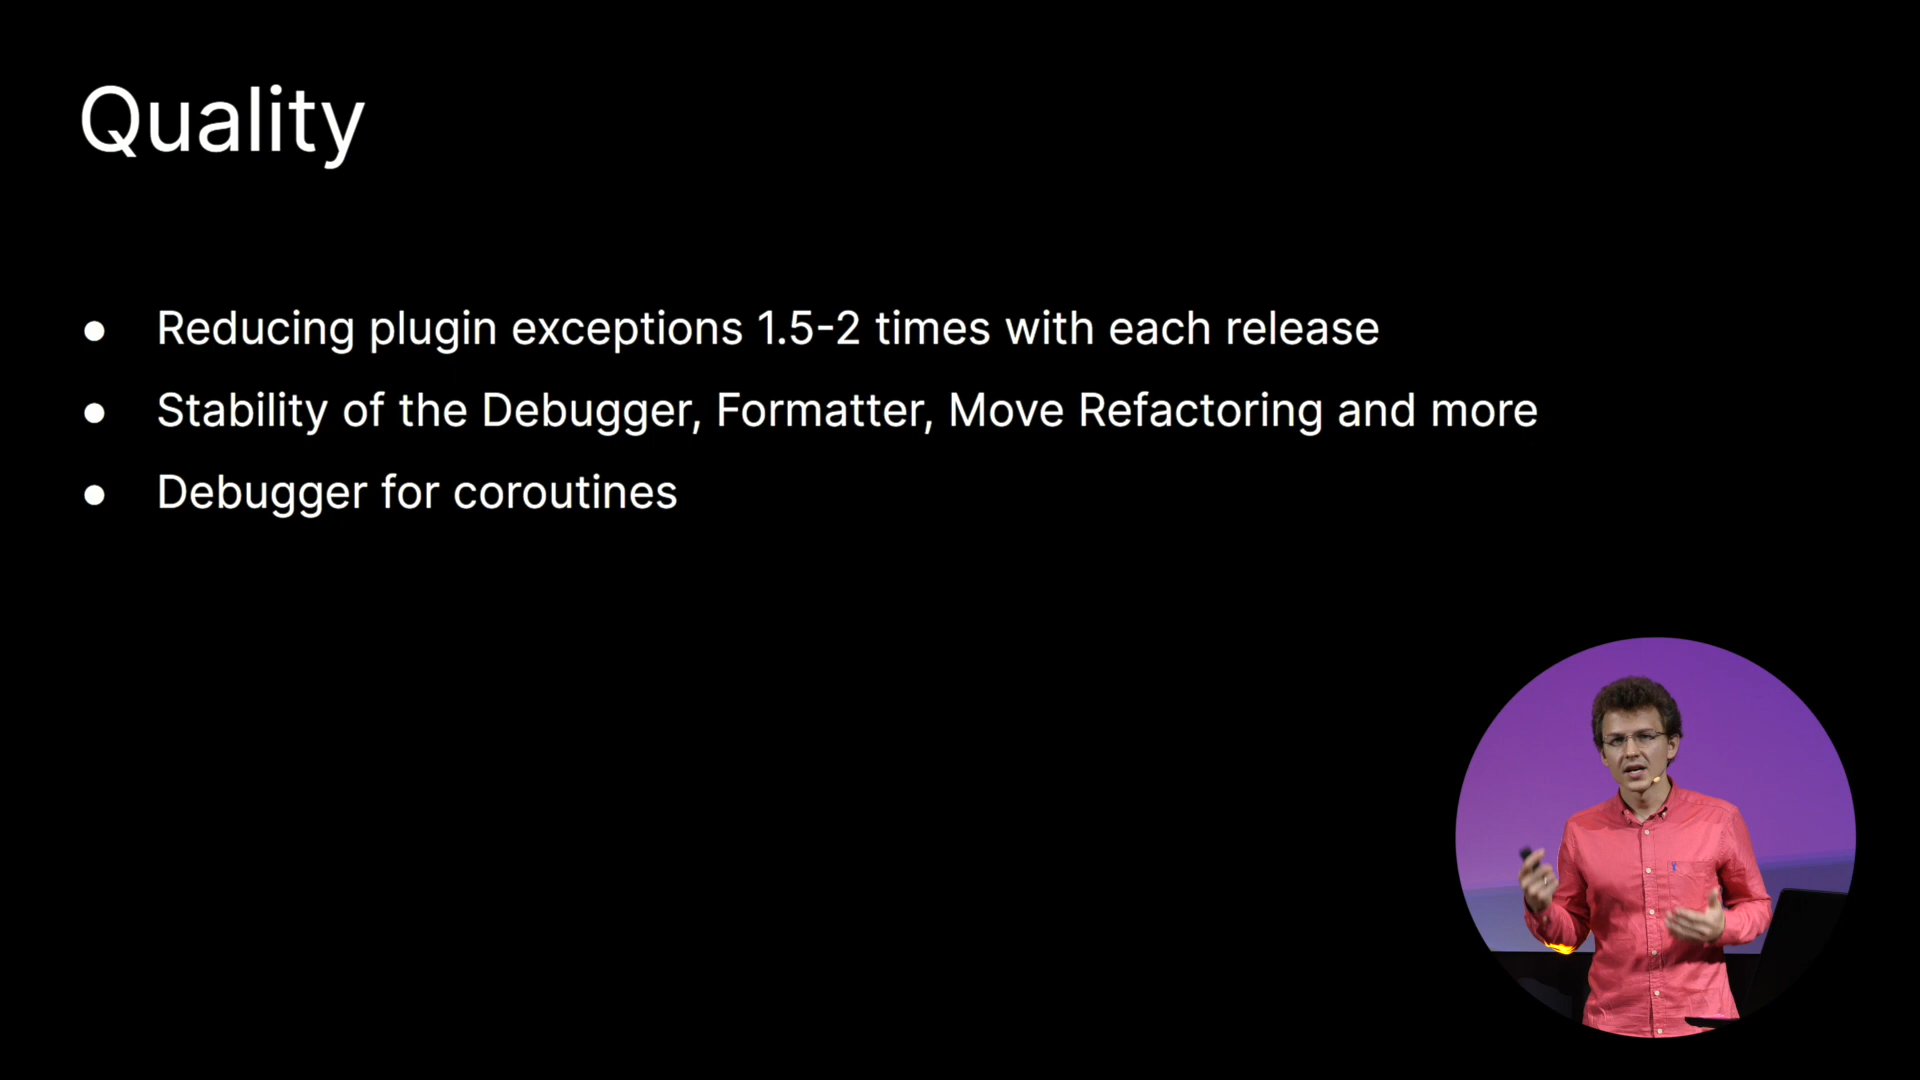 Quality
● Reducing plugin exceptions 1.5-2 times with each release
● Stability of the Debugger, Formatter, Move Refactoring and more
● Debugger for coroutines